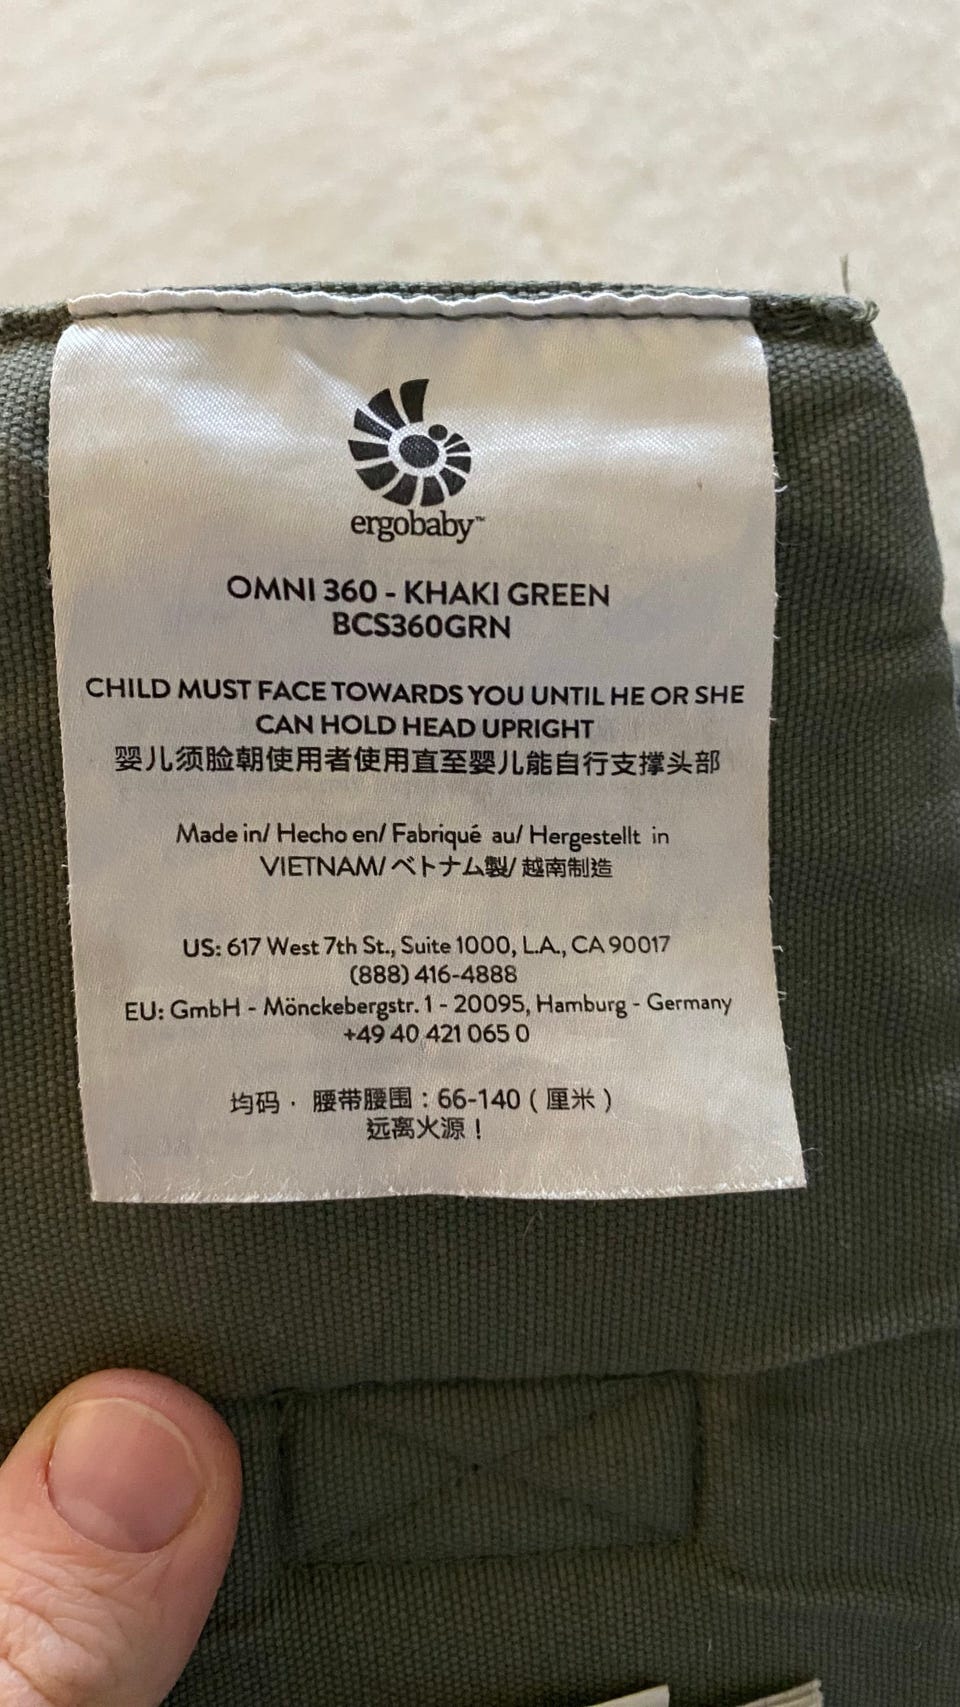 ergobaby™
OMNI 360 - KHAKI GREEN
BCS360GRN
CHILD MUST FACE TOWARDS YOU UNTIL HE OR SHE
CAN HOLD HEAD UPRIGHT
婴儿须脸朝使用者使用直至婴儿能自行支撑头部
Made in/ Hecho en/ Fabriqué au/ Hergestellt in
VIETNAM/ベトナム製/越南制造
US: 617 West 7th St., Suite 1000, L.A., CA 90017
(888) 416-4888
EU: GmbH - Mönckebergstr. 1 - 20095, Hamburg - Germany
+49 40 421 065 0
均码· 腰带腰围：66-140（厘米）
远离火源！